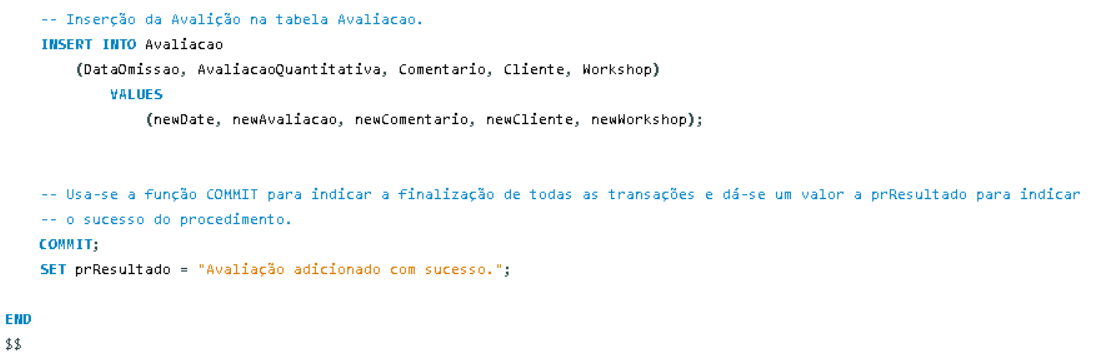 -- Inserção da Avalição na tabela Avaliacao.
INSERT INTO Avaliacao
(DataOmissao, AvaliacaoQuantitativa, Comentario, Cliente, Workshop)
VALUES
(newDate, newAvaliacao, newComentario, newCliente, newWorkshop);
-- Usa-se a função COMMIT para indicar a finalização de todas as transações e dá-se um valor a prResultado para indicar
-- o sucesso do procedimento.
COMMIT;
SET prResultado = "Avaliação adicionado com sucesso.";
END
$$